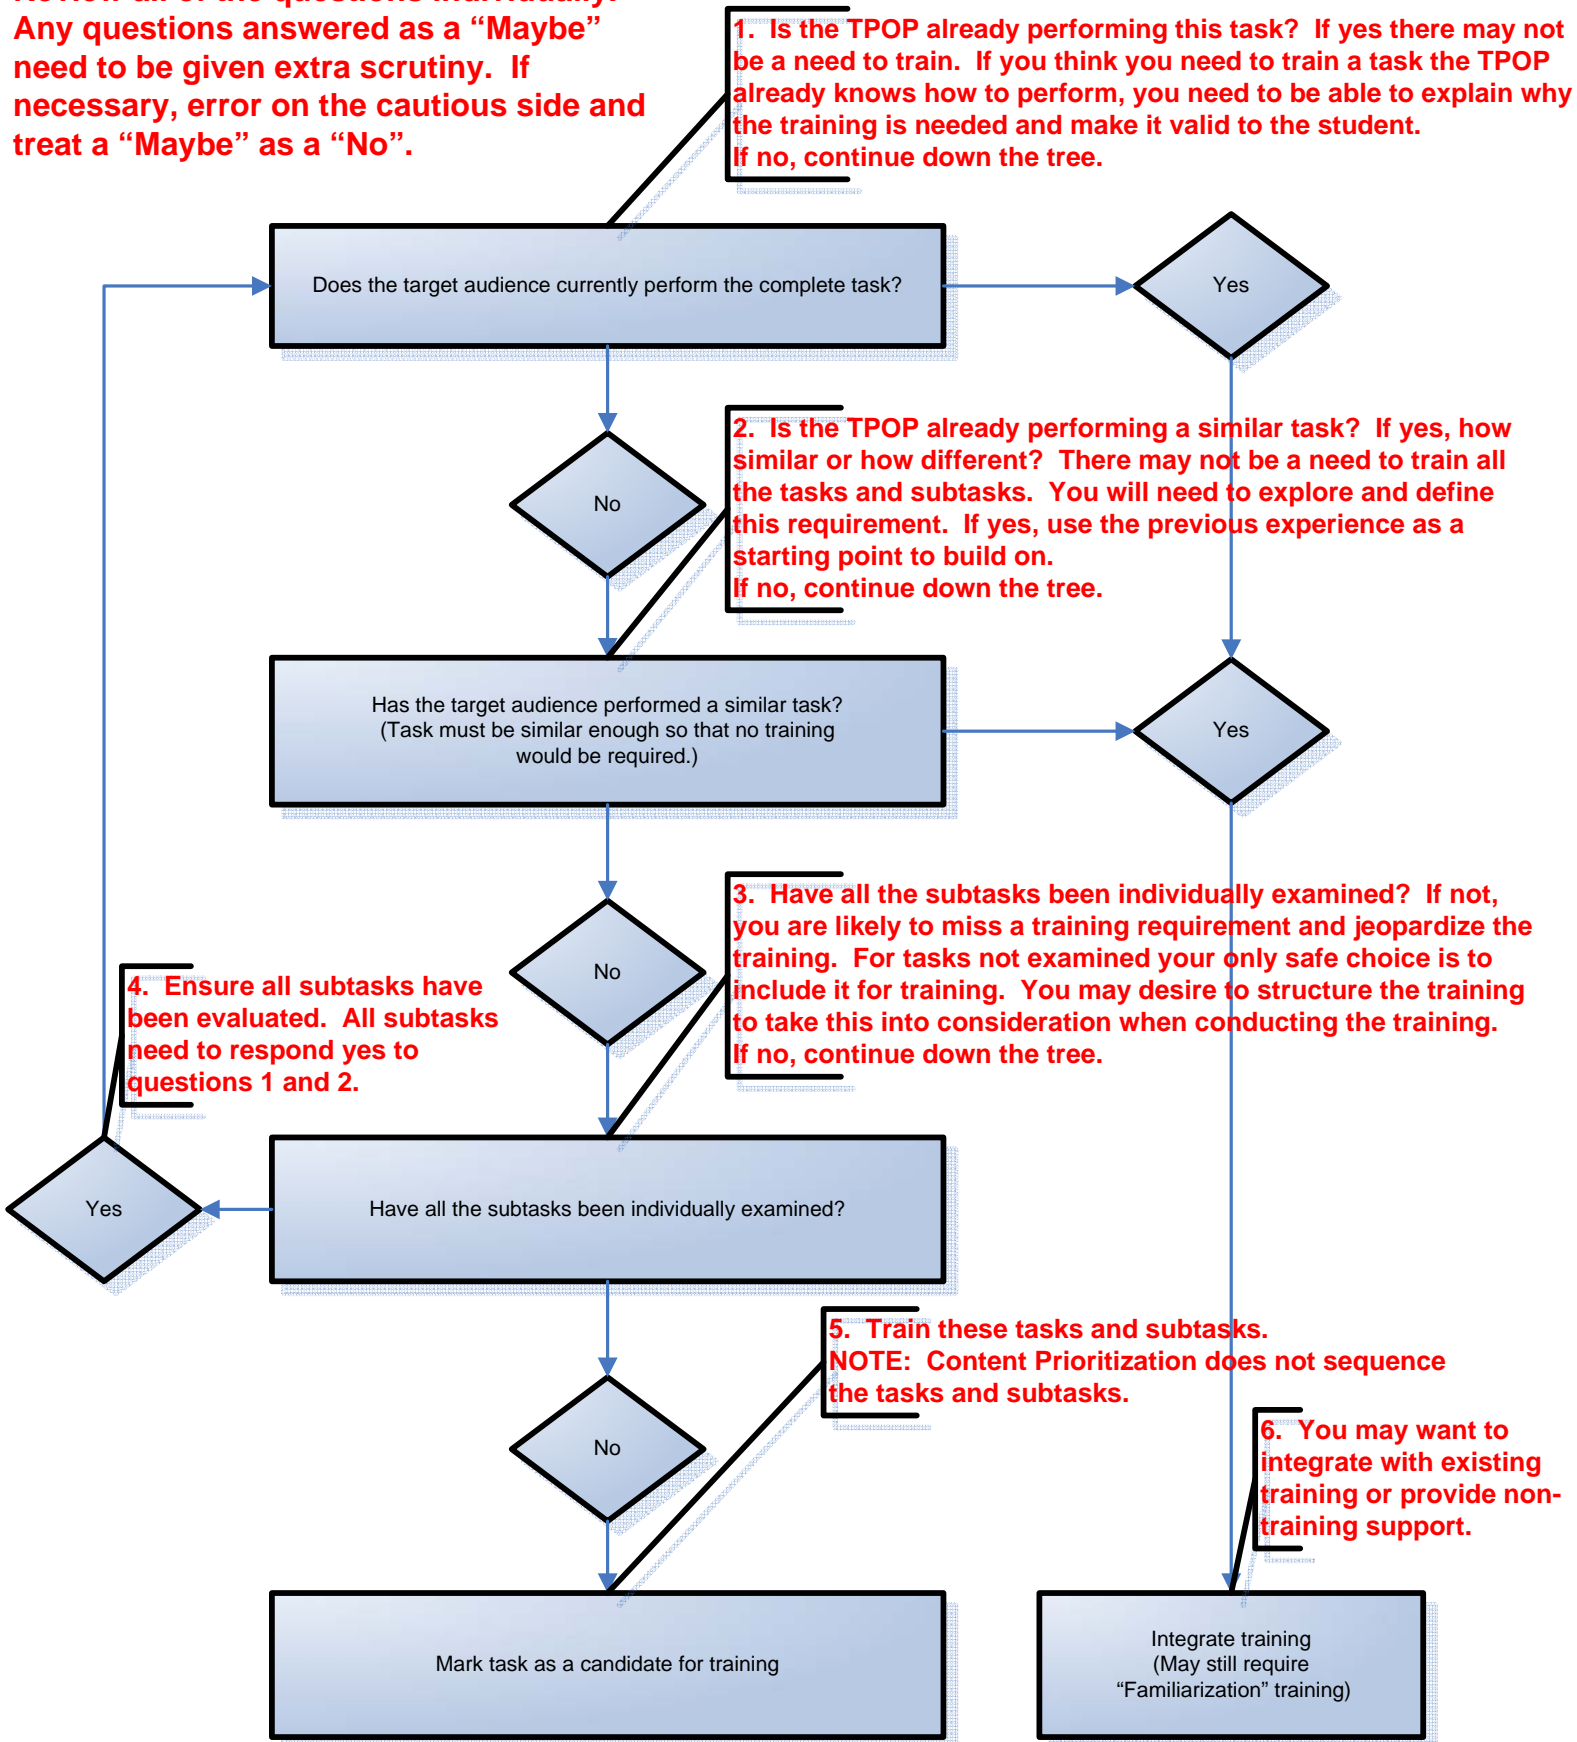 Review all of the questions individually.
Any questions answered as a “Maybe”
need to be given extra scrutiny.  If
necessary, error on the cautious side and
treat a “Maybe” as a “No”.
1.  Is the TPOP already performing this task?  If yes there may not
be a need to train.  If you think you need to train a task the TPOP
already knows how to perform, you need to be able to explain why
the training is needed and make it valid to the student.
If no, continue down the tree.
Does the target audience currently perform the complete task?
Yes
2.  Is the TPOP already performing a similar task?  If yes, how
similar or how different?  There may not be a need to train all
the tasks and subtasks.  You will need to explore and define
this requirement.  If yes, use the previous experience as a
starting point to build on.
If no, continue down the tree.
No
Has the target audience performed a similar task?
(Task must be similar enough so that no training
would be required.)
Yes
3.  Have all the subtasks been individually examined?  If not,
you are likely to miss a training requirement and jeopardize the
training.  For tasks not examined your only safe choice is to
include it for training.  You may desire to structure the training
to take this into consideration when conducting the training.
If no, continue down the tree.
No
4.  Ensure all subtasks have
been evaluated.  All subtasks
need to respond yes to
questions 1 and 2.
Yes
Have all the subtasks been individually examined?
5.  Train these tasks and subtasks.
NOTE:  Content Prioritization does not sequence
the tasks and subtasks.
No
6.  You may want to
integrate with existing
training or provide non-
training support.
Mark task as a candidate for training
Integrate training
(May still require
“Familiarization” training)